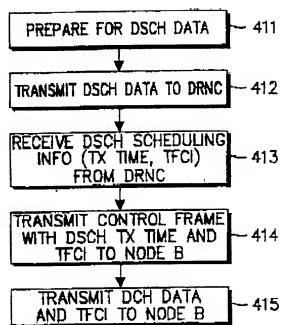 PREPARE FOR DSCH DATA 411
TRANSMIT DSCH DATA TO DRNC 412
RECEIVE DSCH SCHEDULING
INFO (TX TIME, TFCI) 413
FROM DRNC
TRANSMIT CONTROL FRAME
WITH DSCH TX TIME AND 414
TFCI TO NODE B
TRANSMIT DCH DATA 415
AND TFCI TO NODE B